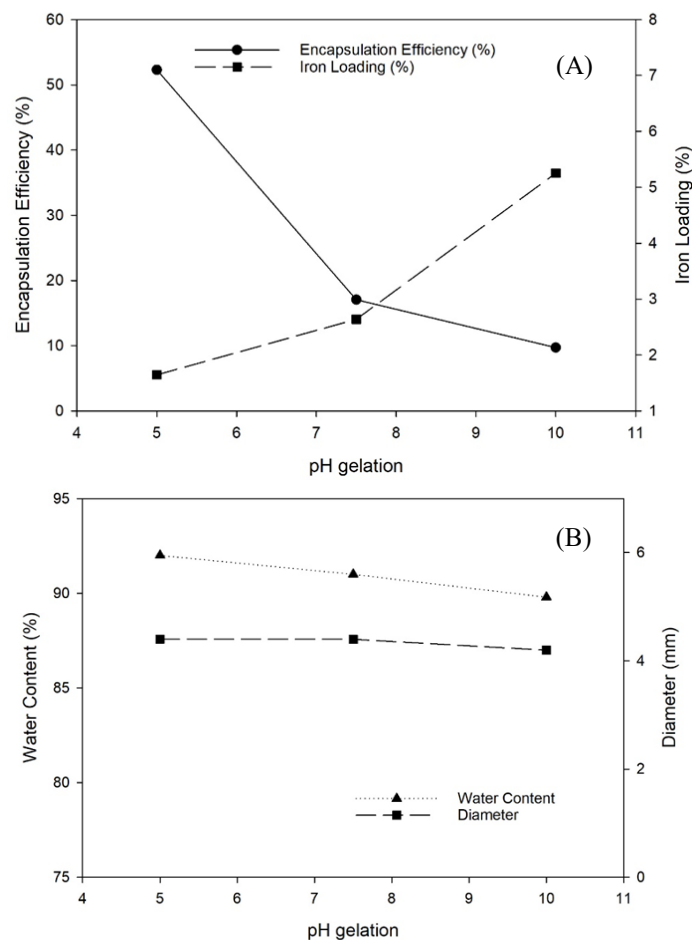 60
50
40
30
20
10
0
Encapsulation Efficiency (%)
Encapsulation Efficiency (%)
Iron Loading (%)
(A)
8
7
6
5
4
3
2
1
Iron Loading (%)
4 5 6 7 8 9 10 11
pH gelation
95
90
85
80
75
Water Content (%)
(B)
Water Content
Diameter
6
4
2
0
Diameter (mm)
4 5 6 7 8 9 10 11
pH gelation